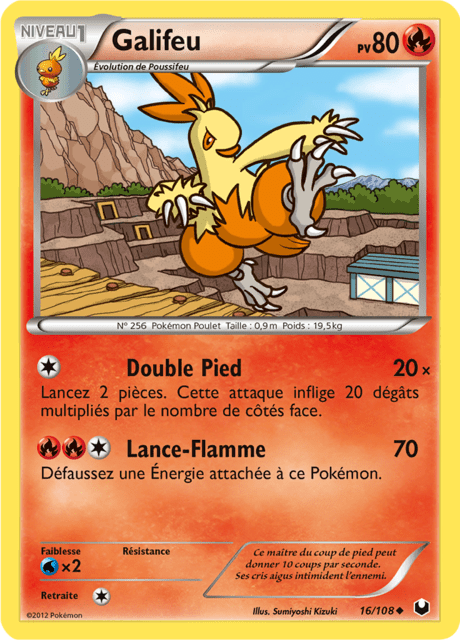 NIVEAU 1
Galifeu
PV 80
Évolution de Poussifeu
N° 256 Pokémon Poulet Taille : 0,9 m Poids : 19,5 kg
Double Pied 20×
Lancez 2 pièces. Cette attaque inflige 20 dégâts
multipliés par le nombre de côtés face.
Lance-Flamme 70
Défaussez une Énergie attachée à ce Pokémon.
Faiblesse Résistance
×2
Retraite
Ce maître du coup de pied peut
donner 10 coups par seconde.
Ses cris aigus intimident l'ennemi.
©2012 Pokémon
Illus. Sumiyoshi Kizuki
16/108